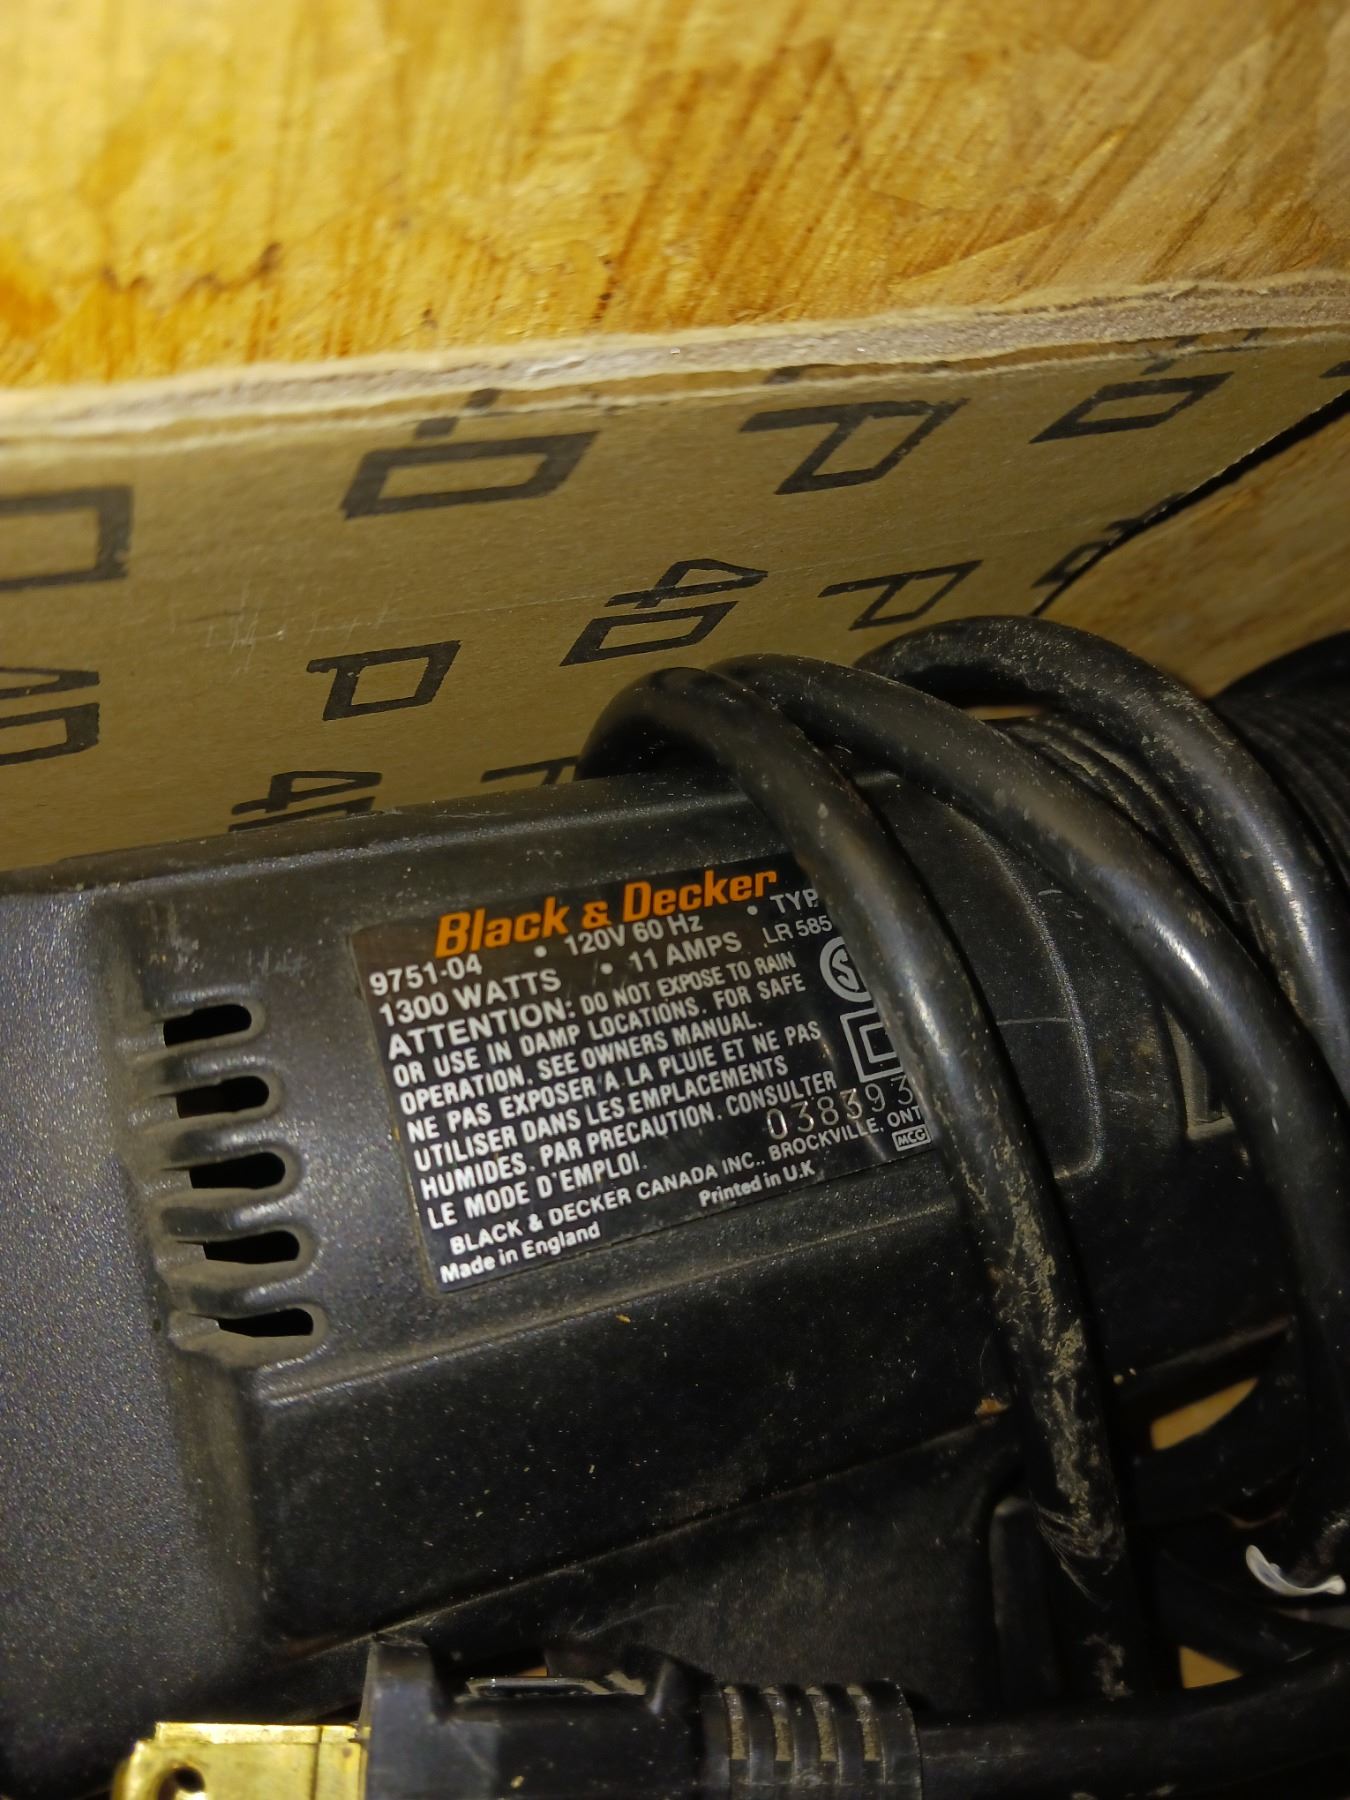 Black & Decker
9751-04 • 120V 60 Hz • TYP
1300 WATTS • 11 AMPS LR 585
ATTENTION: DO NOT EXPOSE TO RAIN
OR USE IN DAMP LOCATIONS. FOR SAFE
OPERATION, SEE OWNERS MANUAL.
NE PAS EXPOSER A LA PLUIE ET NE PAS
UTILISER DANS LES EMPLACEMENTS
HUMIDES. PAR PRECAUTION. CONSULTER
LE MODE D'EMPLOI. 038393
BLACK & DECKER CANADA INC., BROCKVILLE, ONT
MCG
Made in England Printed in U.K